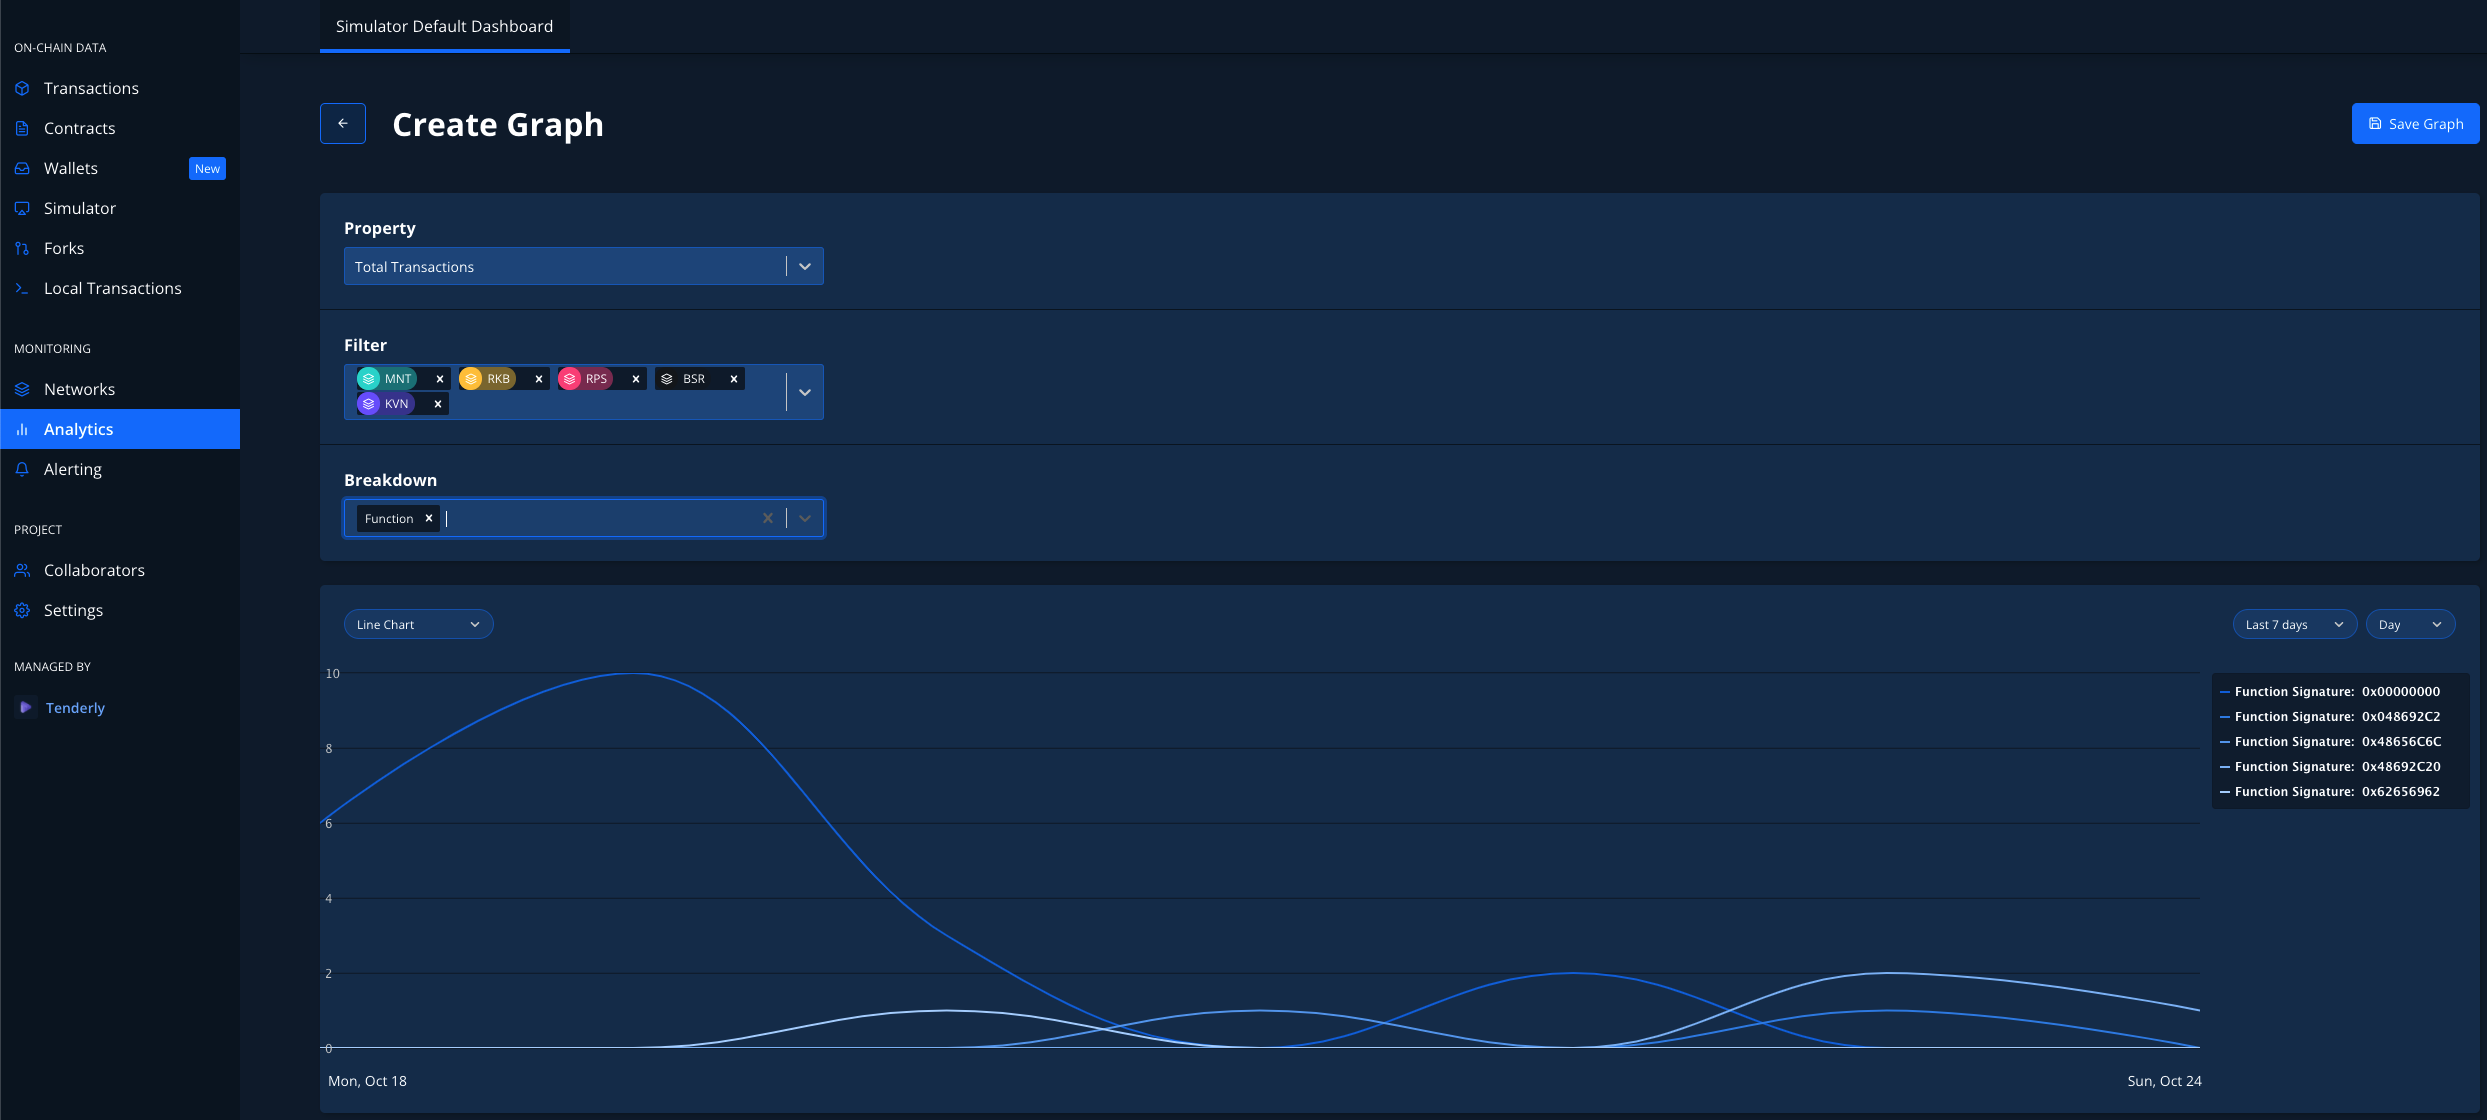 Simulator Default Dashboard
ON-CHAIN DATA
Transactions
Contracts
Wallets New
Simulator
Forks
Local Transactions
MONITORING
Networks
Analytics
Alerting
PROJECT
Collaborators
Settings
MANAGED BY
Tenderly
Create Graph
Save Graph
Property
Total Transactions
Filter
MNT RKB RPS BSR
KVN
Breakdown
Function
Line Chart
Last 7 days Day
10
8
6
4
2
0
Mon, Oct 18 Sun, Oct 24
Function Signature: 0x00000000
Function Signature: 0x048692C2
Function Signature: 0x48656C6C
Function Signature: 0x48692C20
Function Signature: 0x62656962